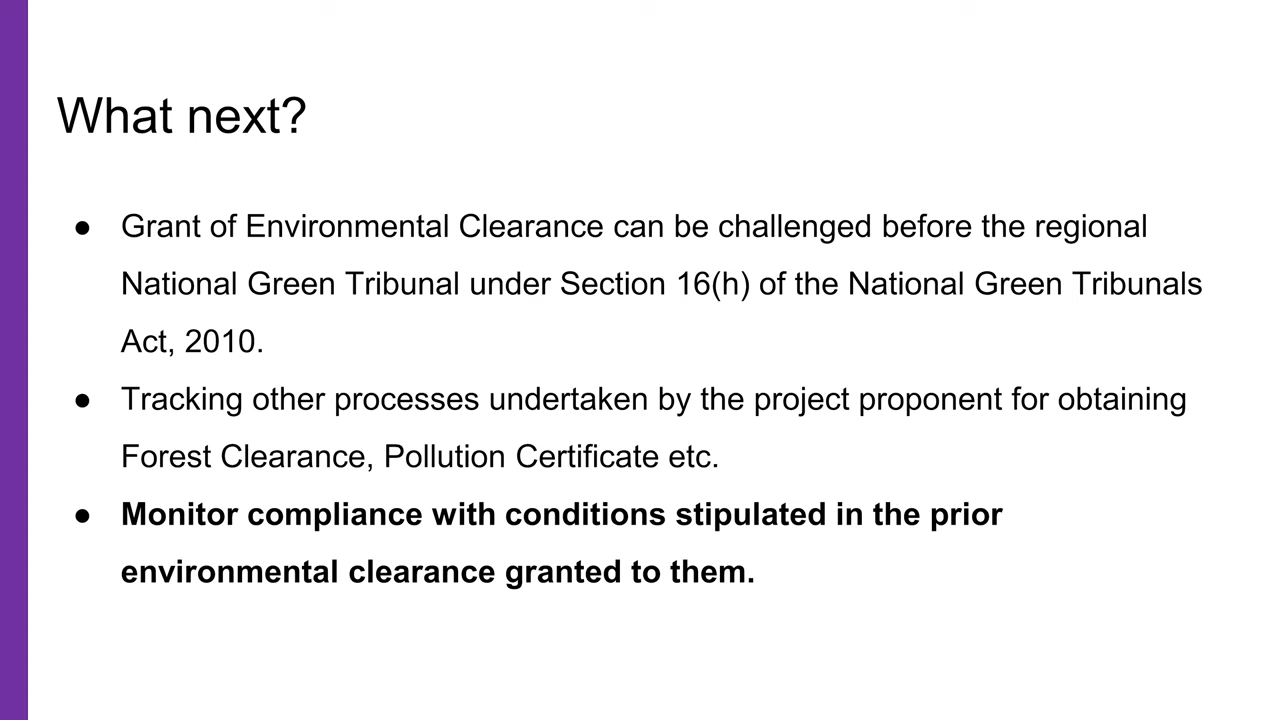 What next?
● Grant of Environmental Clearance can be challenged before the regional
National Green Tribunal under Section 16(h) of the National Green Tribunals
Act, 2010.
● Tracking other processes undertaken by the project proponent for obtaining
Forest Clearance, Pollution Certificate etc.
● Monitor compliance with conditions stipulated in the prior
environmental clearance granted to them.